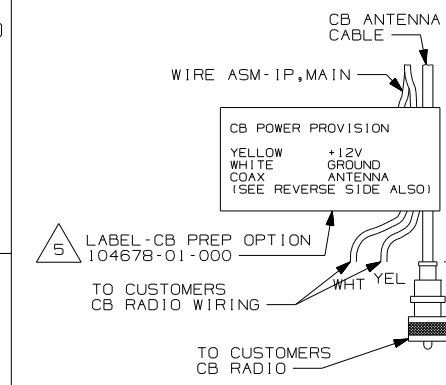 CB ANTENNA
CABLE
WIRE ASM-IP,MAIN
CB POWER PROVISION
YELLOW +12V
WHITE GROUND
COAX ANTENNA
(SEE REVERSE SIDE ALSO)
5
LABEL-CB PREP OPTION
104678-01-000
TO CUSTOMERS
CB RADIO WIRING
WHT YEL
TO CUSTOMERS
CB RADIO